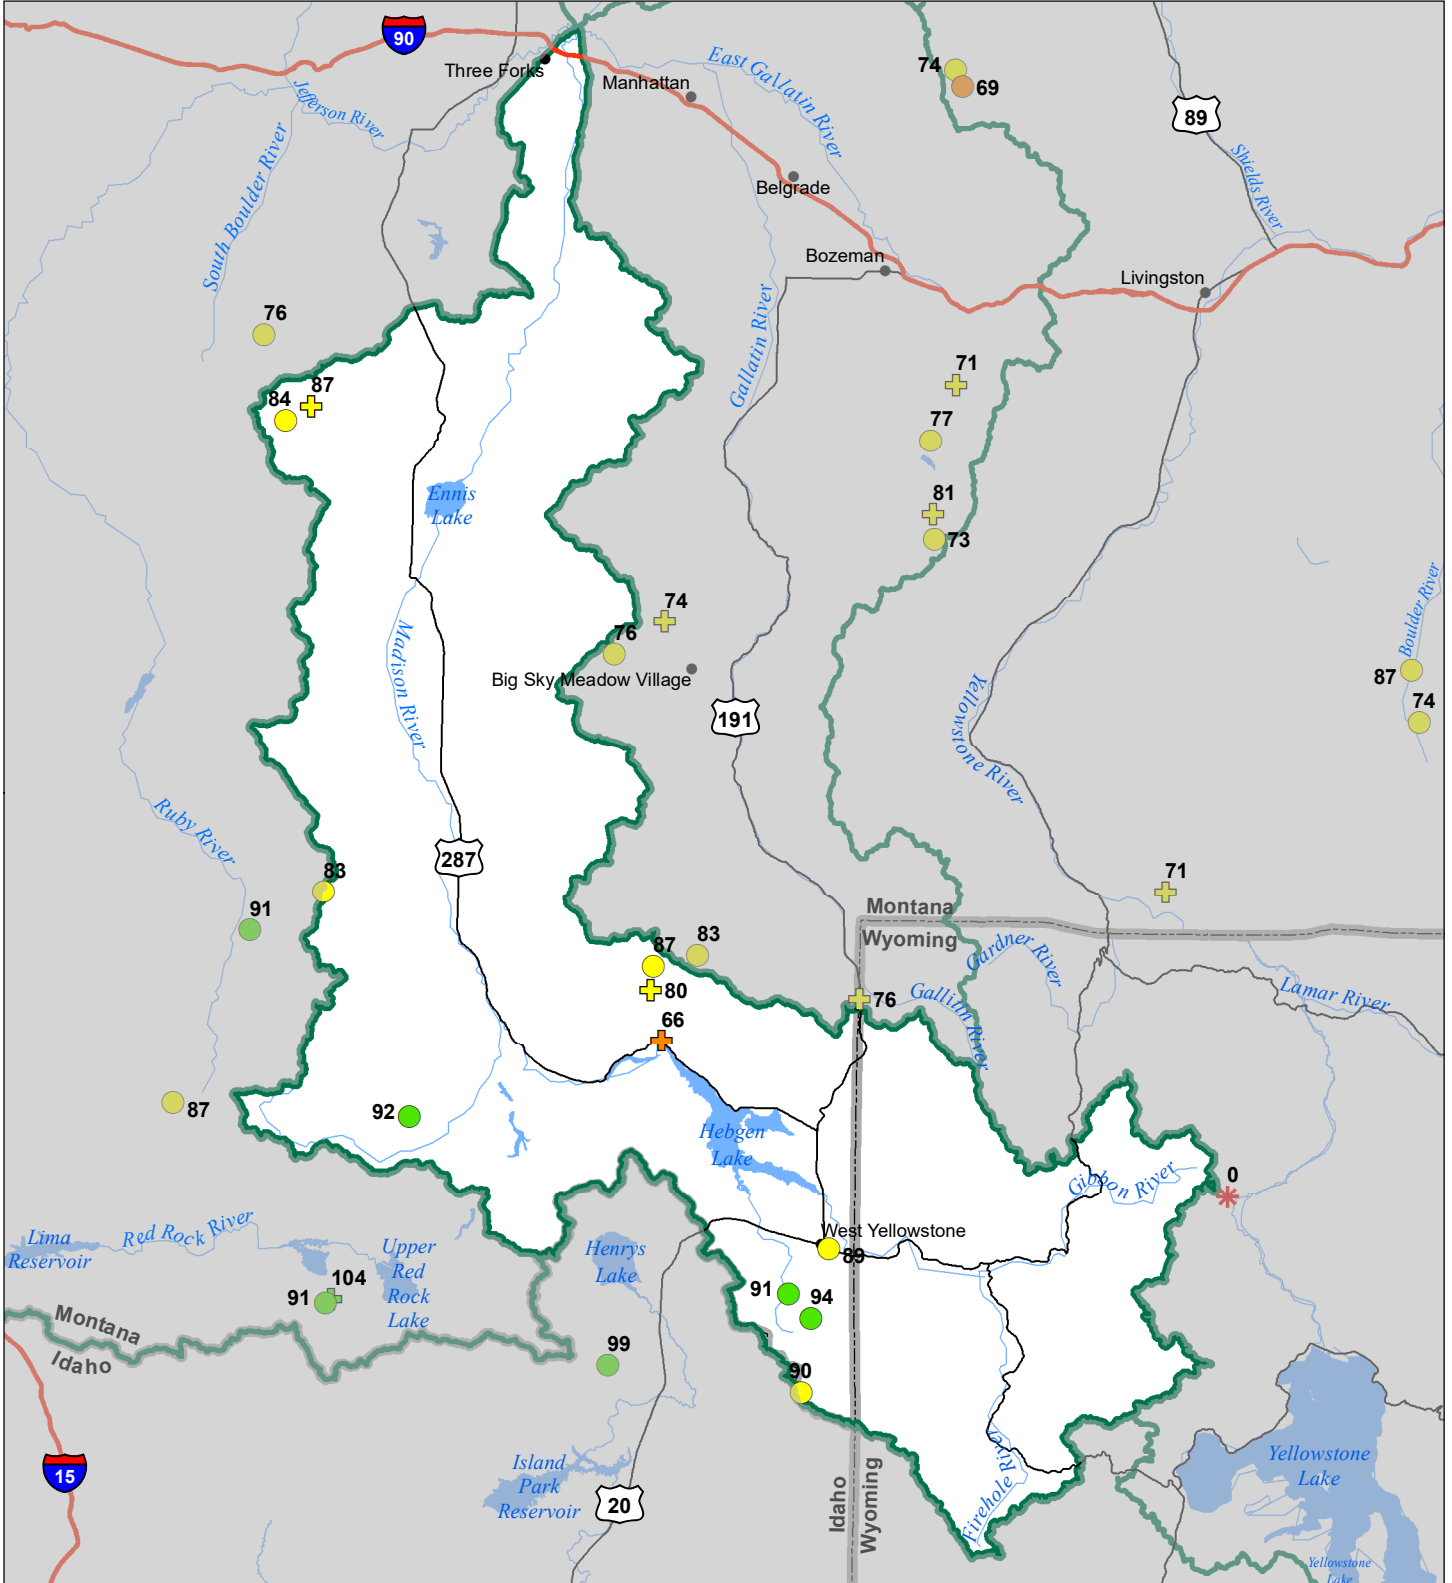 90
Three Forks
Manhattan
East Gallatin River
74
69
89
Jefferson River
South Boulder River
Belgrade
Shields River
Bozeman
Livingston
Gallatin River
76
71
87
84
77
Ennis
Lake
81
73
74
76
Big Sky Meadow Village
Madison River
191
Yellowstone River
Boulder River
87
74
Ruby River
287
83
91
71
Montana
Wyoming
87
83
80
66
76
Gardner River
Gallitin River
Lamar River
87
92
Hebgen
Lake
Gibbon River
0
Lima
Reservoir
Red Rock River
Upper
Red
Rock
Lake
Henrys
Lake
West Yellowstone
89
91
104
91
94
Montana
Idaho
99
90
15
Island
Park
Reservoir
20
Idaho
Wyoming
Firehole River
Yellowstone
Lake
Yellowstone
Lake